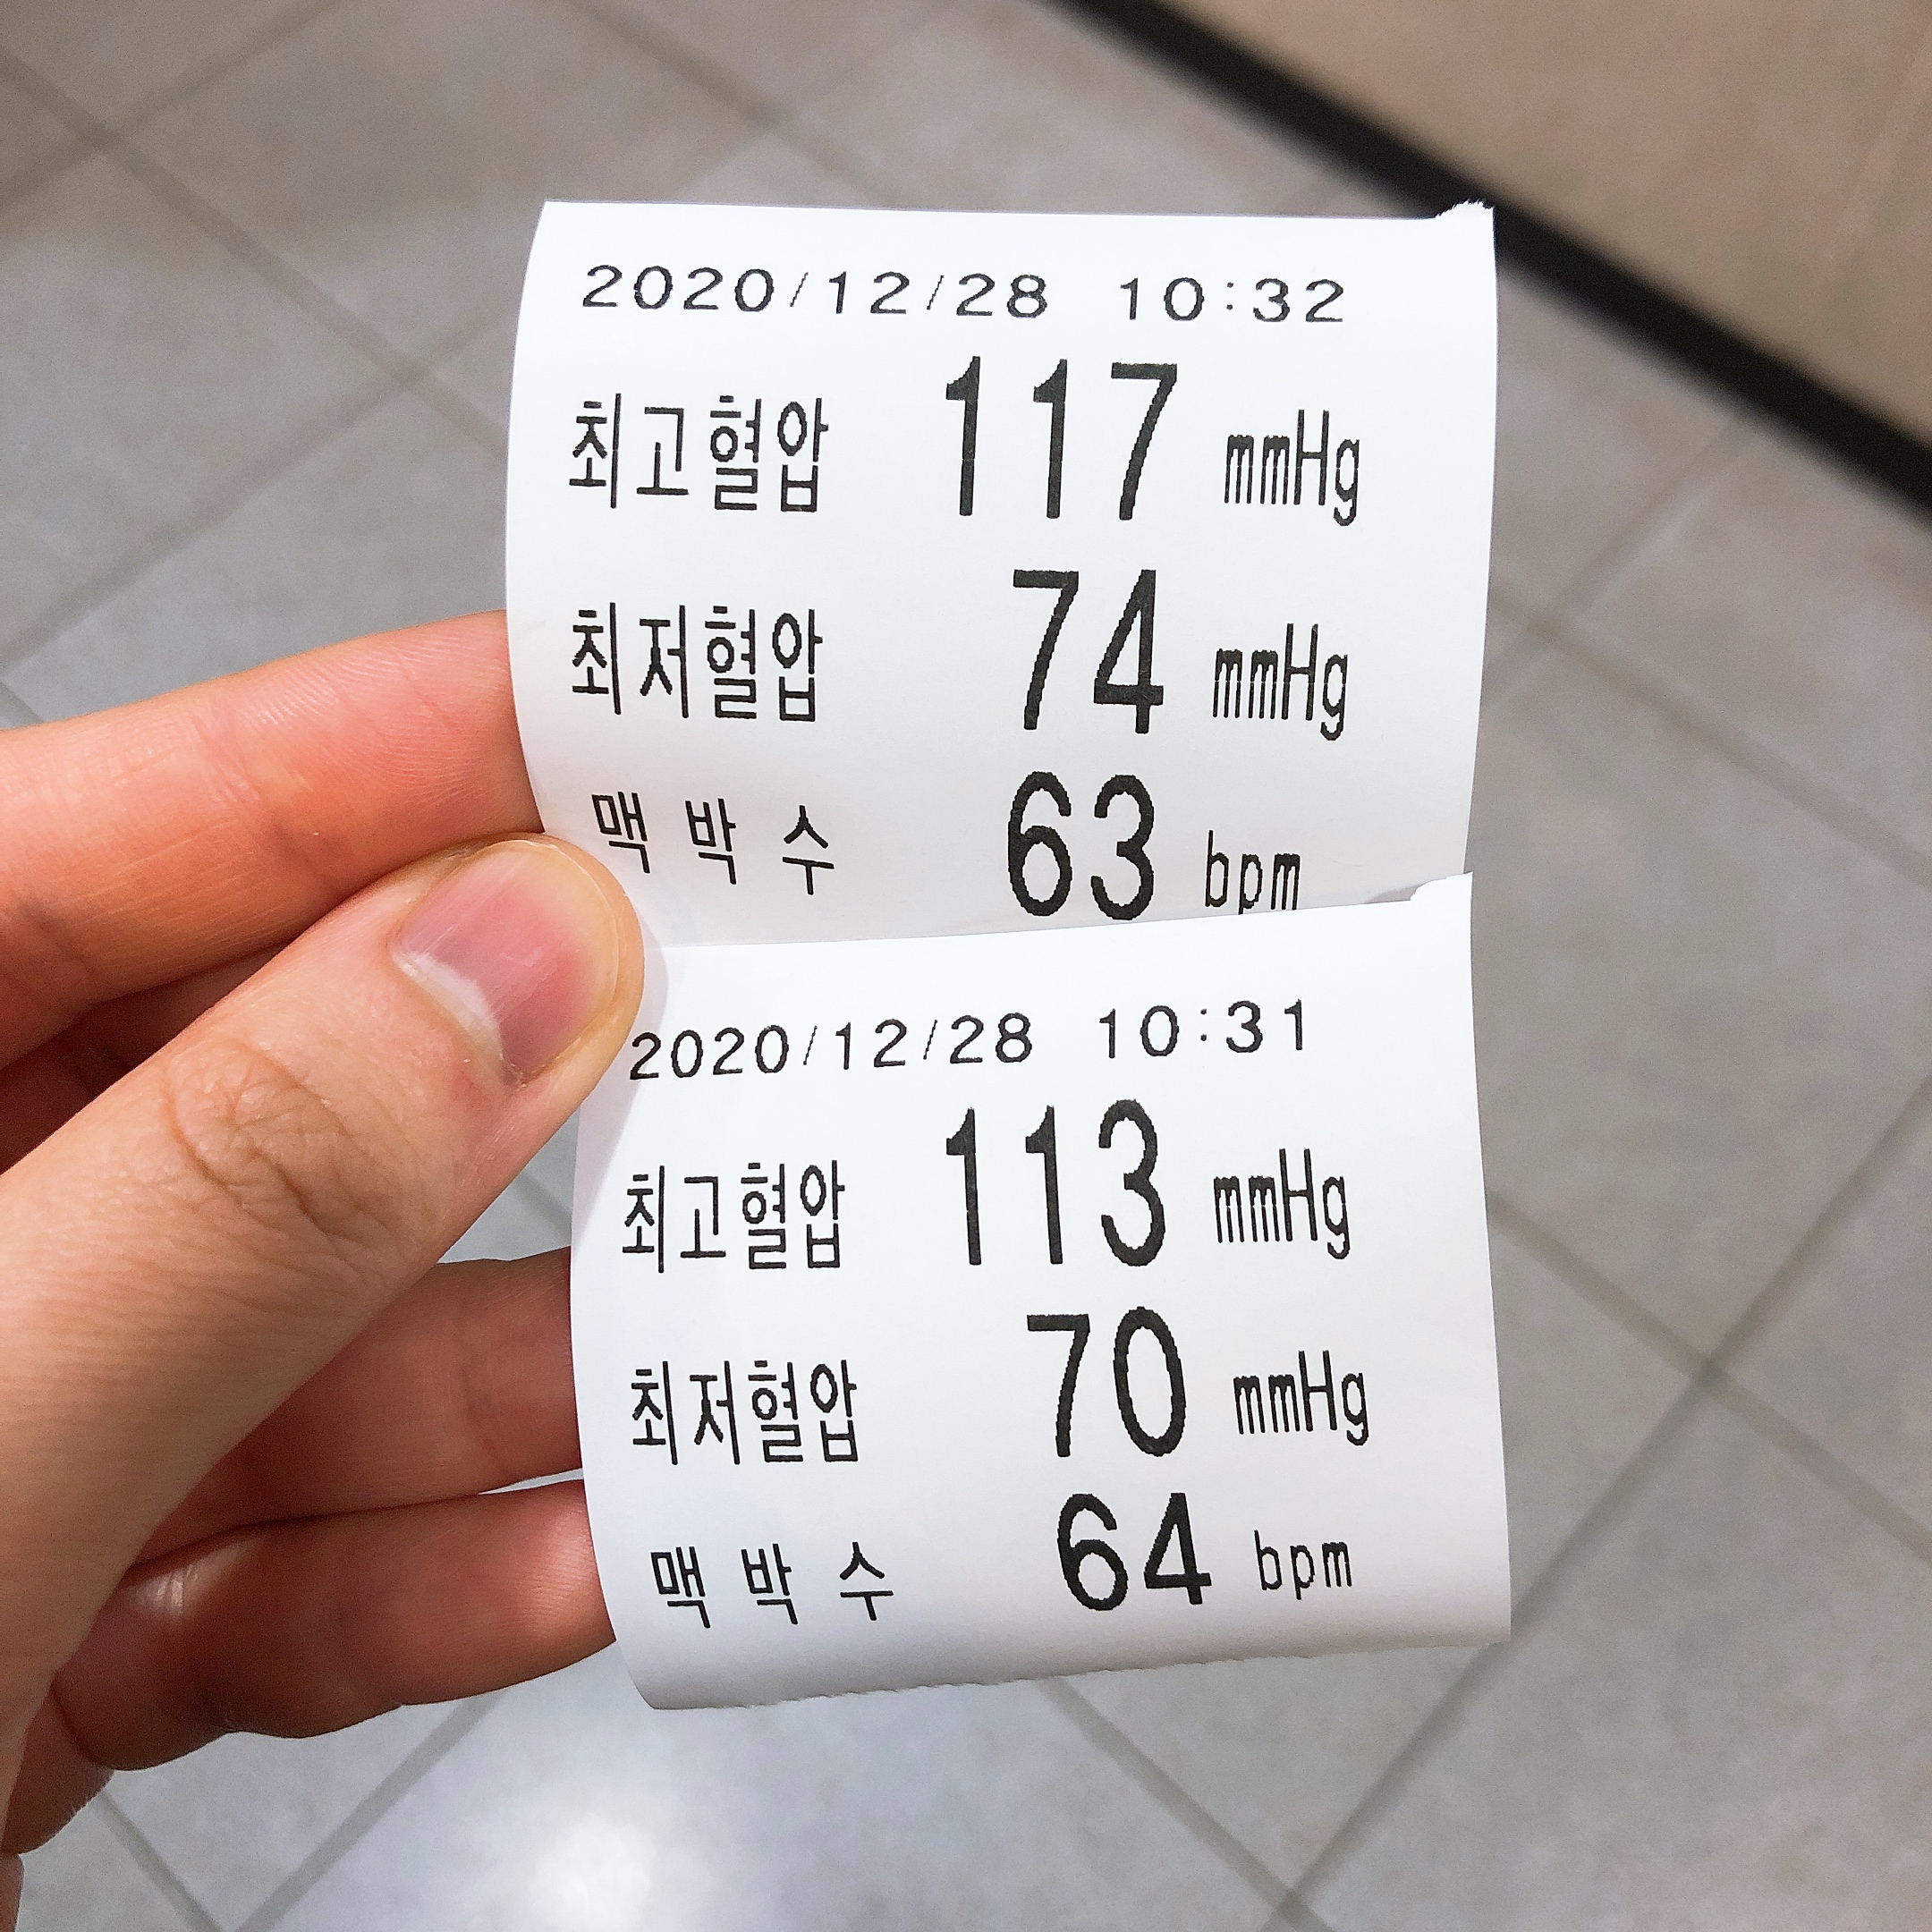 2020/12/28 10:32
최고혈압 117 mmHg
최저혈압 74 mmHg
맥 박 수 63 bpm
2020/12/28 10:31
최고혈압 113 mmHg
최저혈압 70 mmHg
맥 박 수 64 bpm